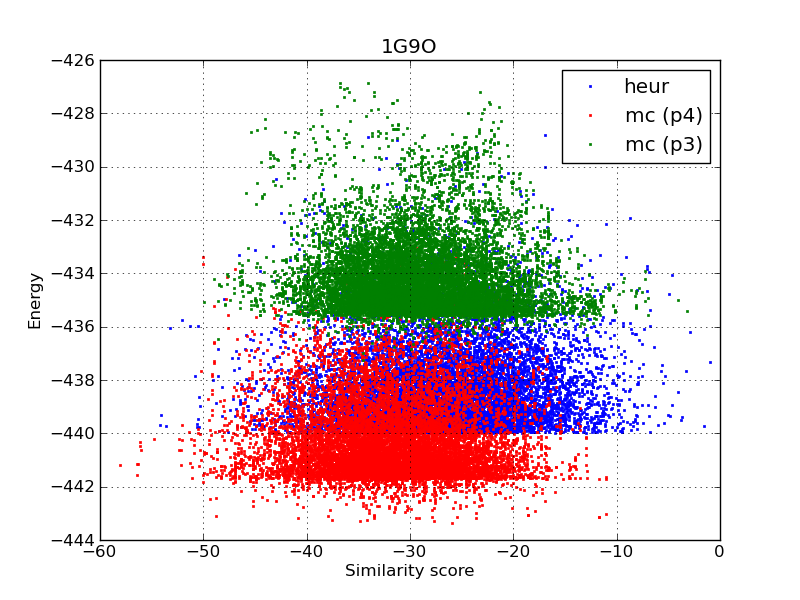 1G9O
−426
−428
−430
−432
−434
−436
−438
−440
−442
−444
Energy
heur
mc (p4)
mc (p3)
−60 −50 −40 −30 −20 −10 0
Similarity score